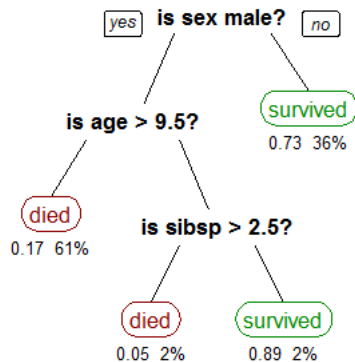 yes is sex male? no
is age > 9.5?
survived
0.73 36%
died
0.17 61%
is sibsp > 2.5?
died survived
0.05 2% 0.89 2%